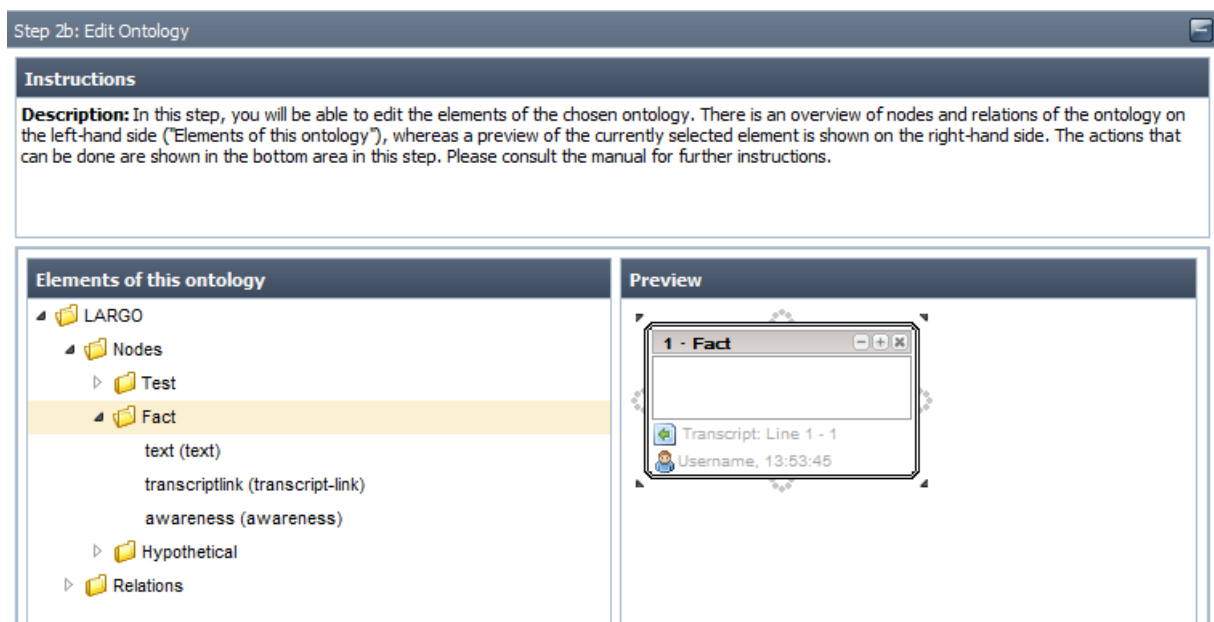 Step 2b: Edit Ontology
Instructions
Description: In this step, you will be able to edit the elements of the chosen ontology. There is an overview of nodes and relations of the ontology on
the left-hand side ("Elements of this ontology"), whereas a preview of the currently selected element is shown on the right-hand side. The actions that
can be done are shown in the bottom area in this step. Please consult the manual for further instructions.
Elements of this ontology
LARGO
Nodes
Test
Fact
text (text)
transcriptlink (transcript-link)
awareness (awareness)
Hypothetical
Relations
Preview
1 - Fact
Transcript: Line 1 - 1
Username, 13:53:45